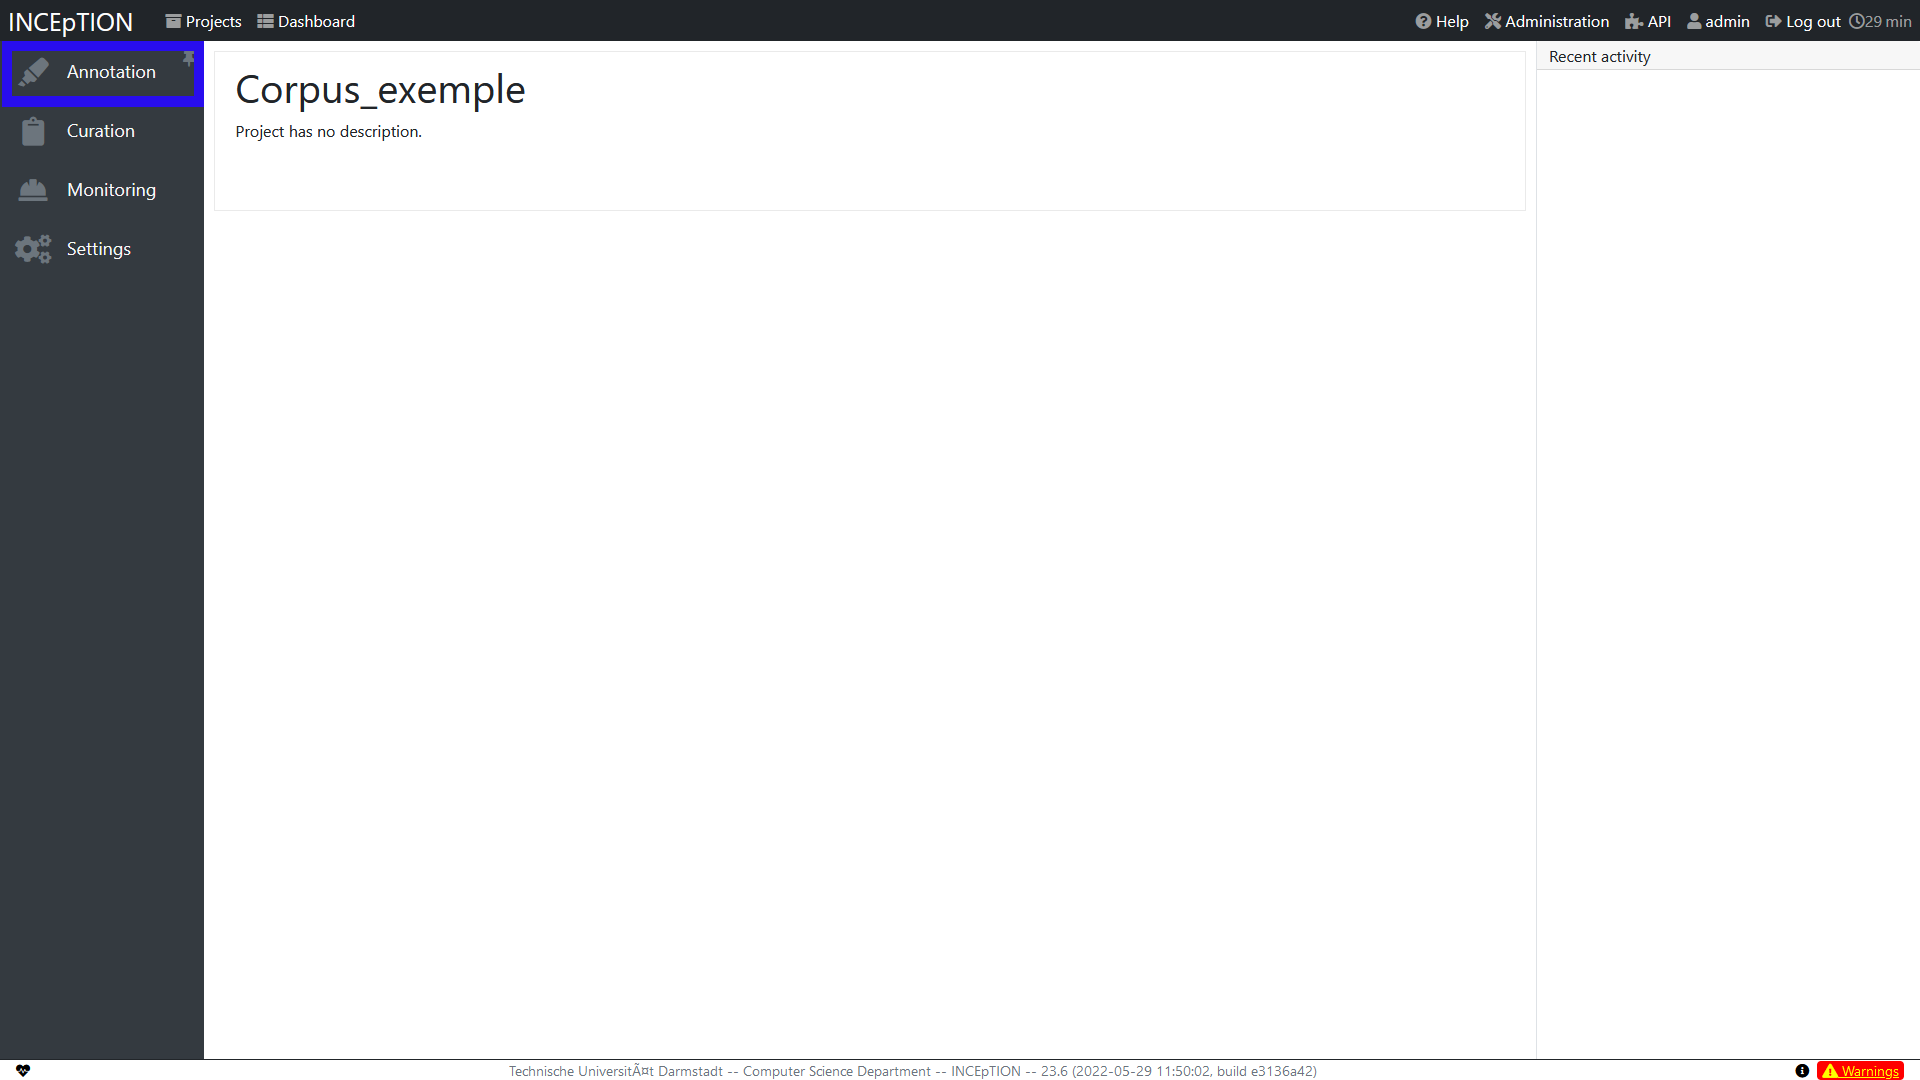 INCEpTION Projects Dashboard Help Administration API admin Log out 29 min
Annotation
Curation
Monitoring
Settings
Corpus_exemple
Project has no description.
Recent activity
Technische UniversitÃ¤t Darmstadt -- Computer Science Department -- INCEpTION -- 23.6 (2022-05-29 11:50:02, build e3136a42)
Warnings